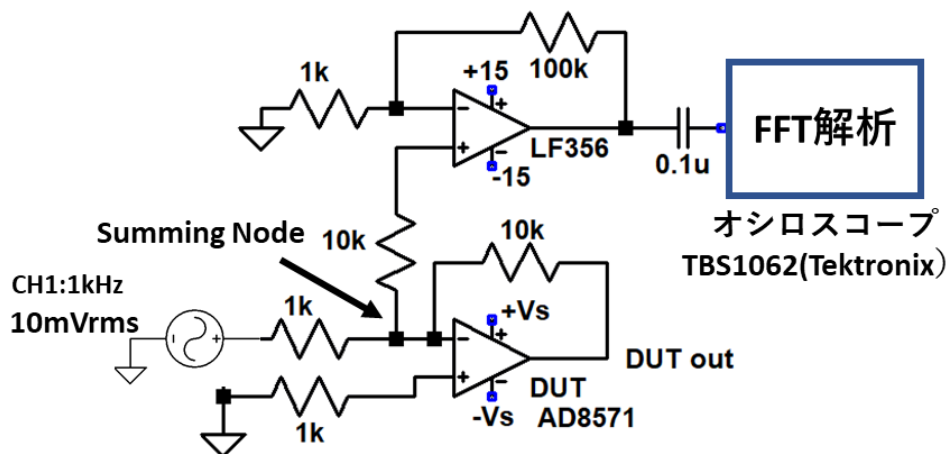 1k
100k
+15
-15
LF356
0.1u
FFT解析
オシロスコープ
TBS1062(Tektronix）
Summing Node
10k
10k
CH1:1kHz
10mVrms
1k
+Vs
-Vs
DUT out
DUT
AD8571
1k